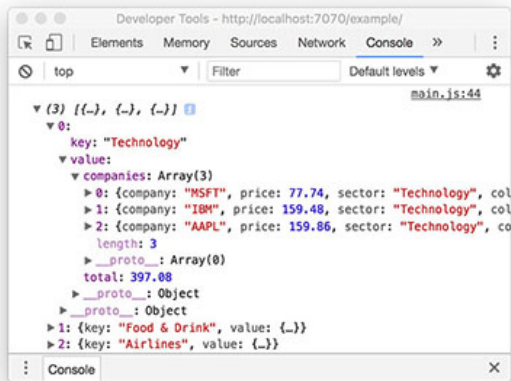 Developer Tools - http://localhost:7070/example/
Elements Memory Sources Network Console »
top ▼ Filter Default levels ▼
main.js:44
▼ (3) [{…}, {…}, {…}] i
▼ 0:
key: "Technology"
▼ value:
▼ companies: Array(3)
▶ 0: {company: "MSFT", price: 77.74, sector: "Technology", col
▶ 1: {company: "IBM", price: 159.48, sector: "Technology", col
▶ 2: {company: "AAPL", price: 159.86, sector: "Technology", co
length: 3
▶ __proto__: Array(0)
total: 397.08
▶ __proto__: Object
▶ __proto__: Object
▶ 1: {key: "Food & Drink", value: {…}}
▶ 2: {key: "Airlines", value: {…}}
Console